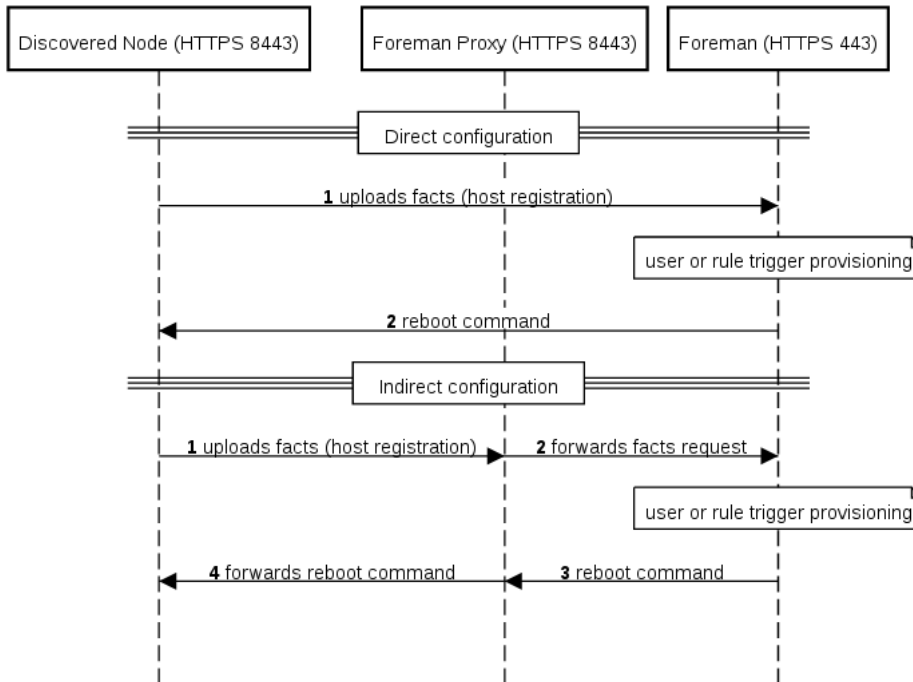 Discovered Node (HTTPS 8443)
Foreman Proxy (HTTPS 8443)
Foreman (HTTPS 443)
Direct configuration
1 uploads facts (host registration)
user or rule trigger provisioning
2 reboot command
Indirect configuration
1 uploads facts (host registration)
2 forwards facts request
user or rule trigger provisioning
4 forwards reboot command
3 reboot command